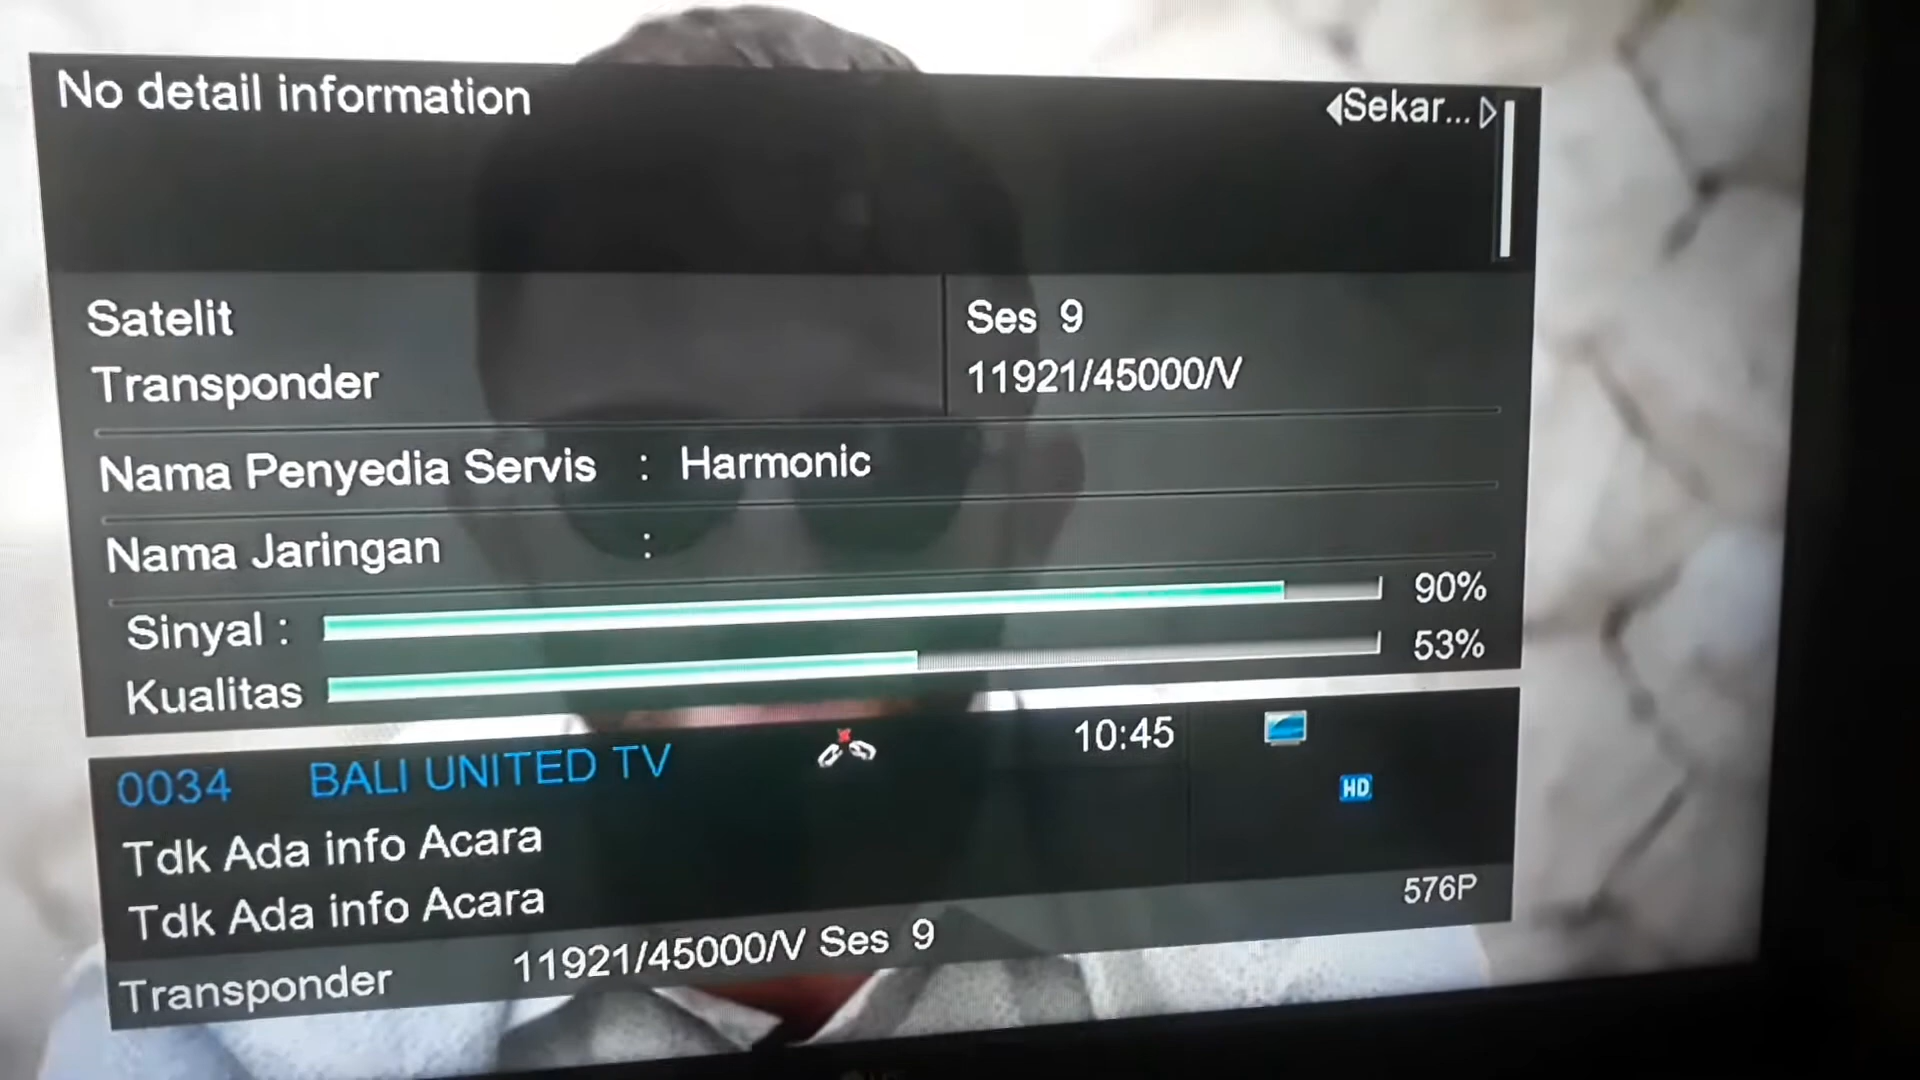 No detail information
Sekar...
Satelit Ses 9
Transponder 11921/45000/V
Nama Penyedia Servis : Harmonic
Nama Jaringan :
Sinyal : 90%
Kualitas 53%
0034 BALI UNITED TV 10:45
HD
Tdk Ada info Acara
Tdk Ada info Acara
576P
Transponder 11921/45000/V Ses 9